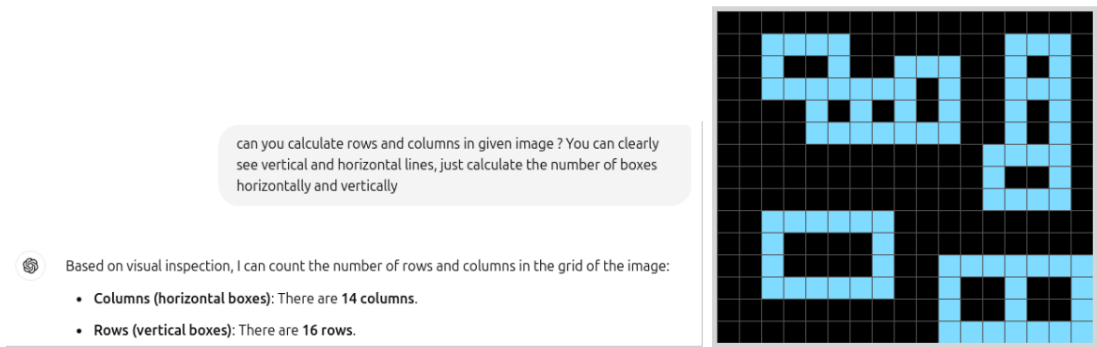 can you calculate rows and columns in given image ? You can clearly
see vertical and horizontal lines, just calculate the number of boxes
horizontally and vertically
Based on visual inspection, I can count the number of rows and columns in the grid of the image:
• Columns (horizontal boxes): There are 14 columns.
• Rows (vertical boxes): There are 16 rows.